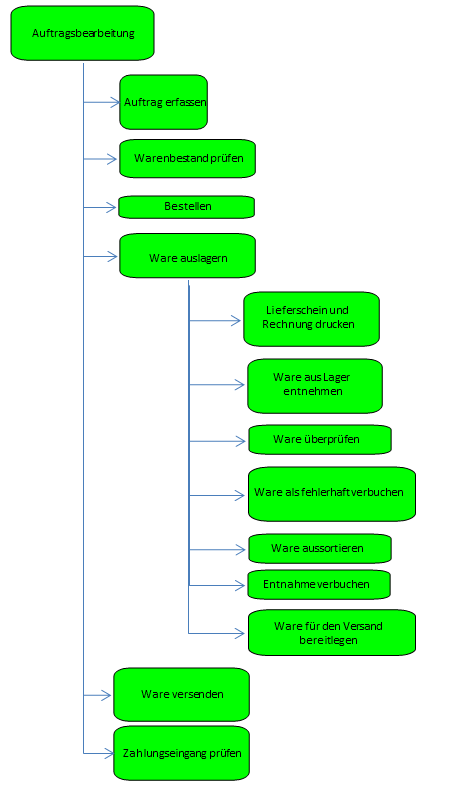 Auftragsbearbeitung
Auftrag erfassen
Warenbestand prüfen
Bestellen
Ware auslagern
Lieferschein und
Rechnung drucken
Ware aus Lager
entnehmen
Ware überprüfen
Ware als fehlerhaft verbuchen
Ware aussortieren
Entnahme verbuchen
Ware für den Versand
bereitlegen
Ware versenden
Zahlungseingang prüfen